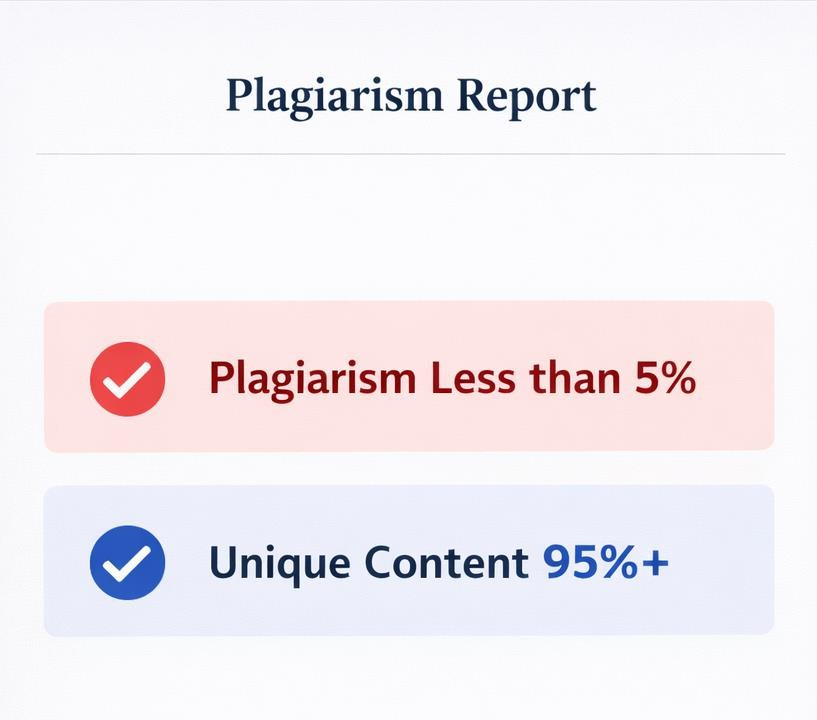 Plagiarism Report
Plagiarism Less than 5%
Unique Content 95%+